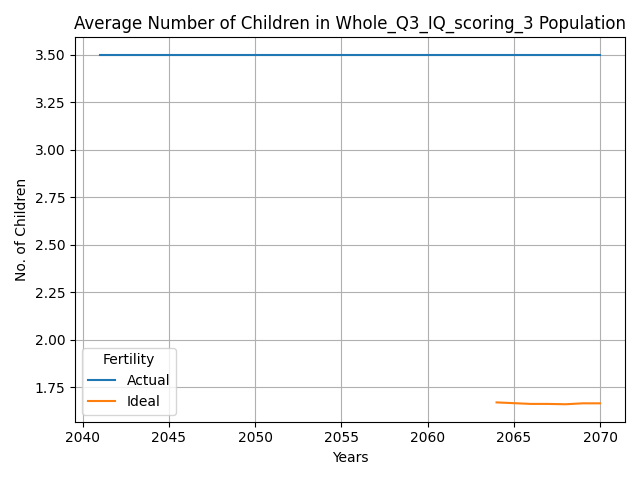 Average Number of Children in Whole_Q3_IQ_scoring_3 Population
3.50
3.25
3.00
2.75
2.50
2.25
2.00
1.75
No. of Children
Fertility
Actual
Ideal
2040 2045 2050 2055 2060 2065 2070
Years